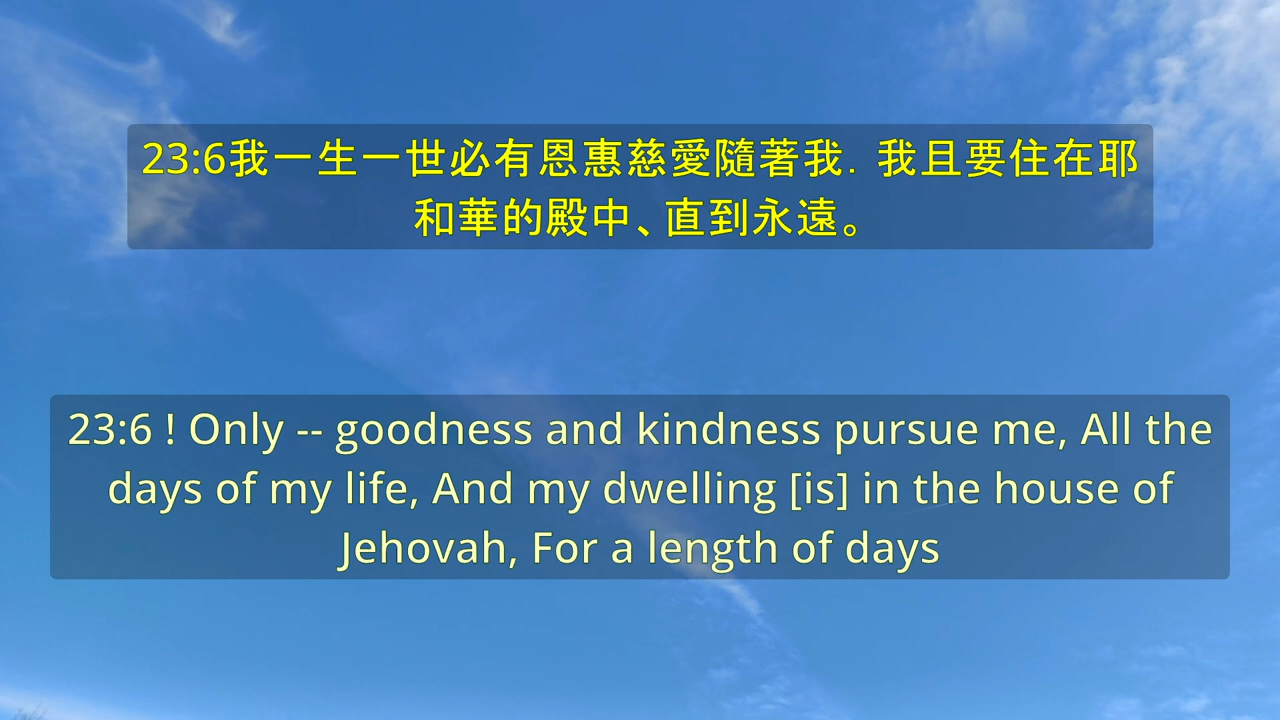 23:6我一生一世必有恩惠慈愛隨著我．我且要住在耶
和華的殿中、直到永遠。
23:6 ! Only -- goodness and kindness pursue me, All the
days of my life, And my dwelling [is] in the house of
Jehovah, For a length of days